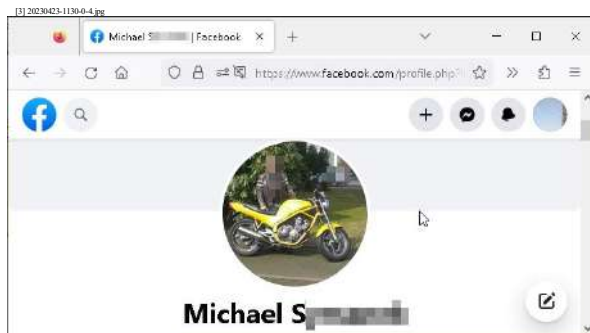 [3] 20230423-1130-0-4.jpg
Michael S | Facebook
https://www.facebook.com/profile.php?
Michael S